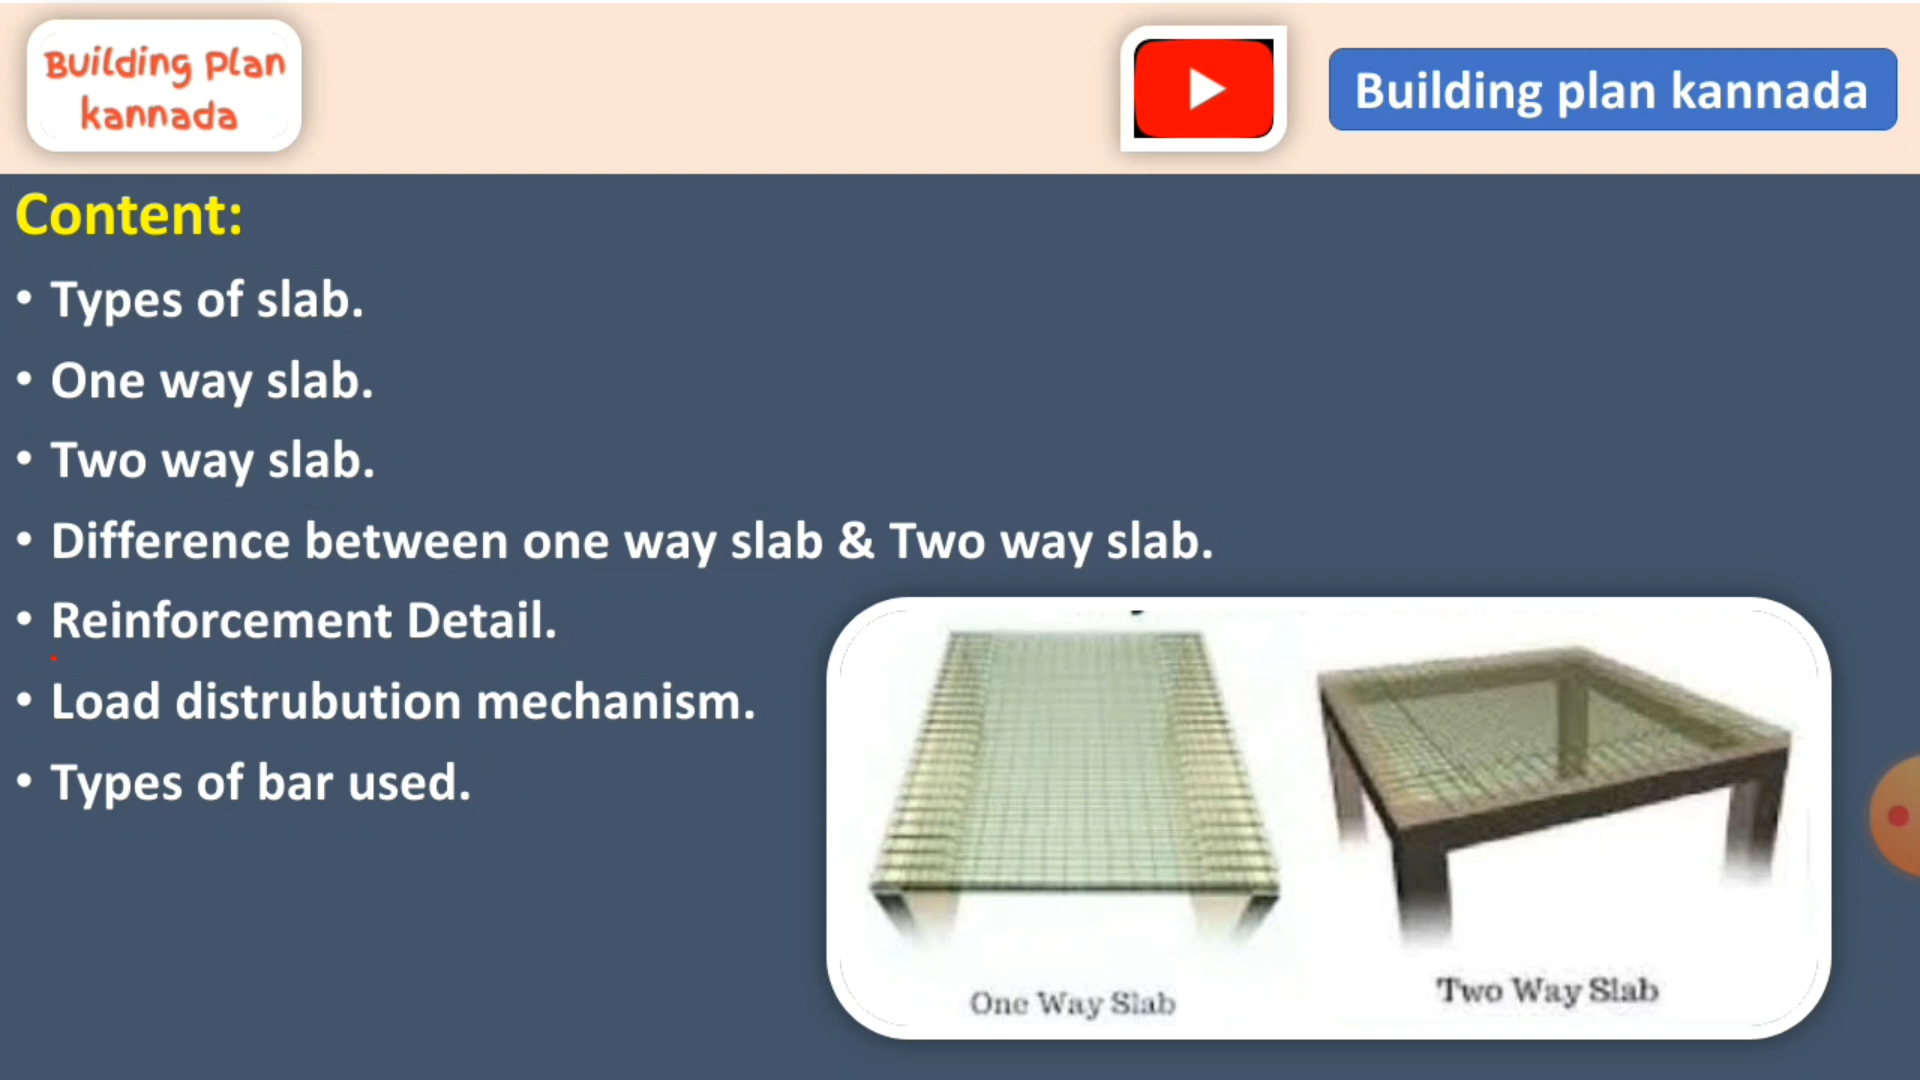 Building Plan
kannada
Building plan kannada
Content:
• Types of slab.
• One way slab.
• Two way slab.
• Difference between one way slab & Two way slab.
• Reinforcement Detail.
• Load distrubution mechanism.
• Types of bar used.
One Way Slab
Two Way Slab